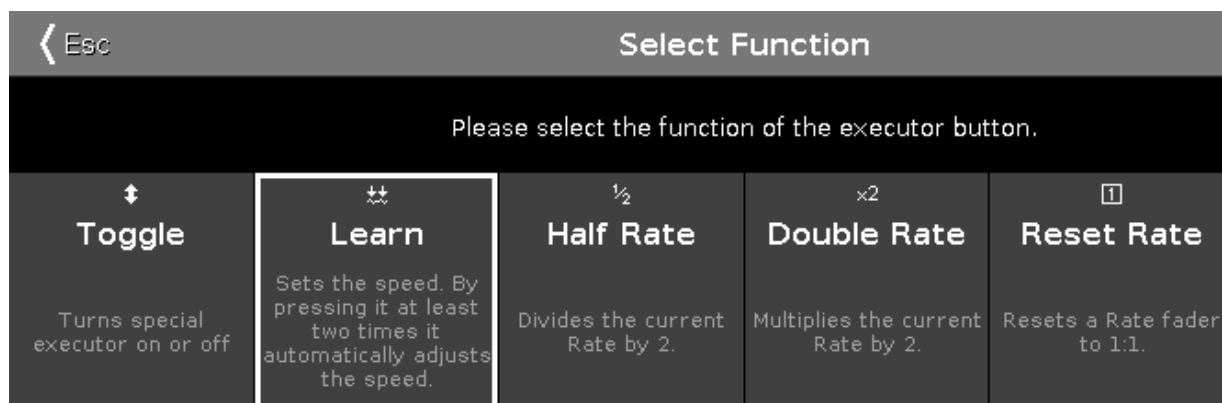 Esc
Select Function
Please select the function of the executor button.
Toggle
Turns special
executor on or off
Learn
Sets the speed. By
pressing it at least
two times it
automatically adjusts
the speed.
½
Half Rate
Divides the current
Rate by 2.
×2
Double Rate
Multiplies the current
Rate by 2.
1
Reset Rate
Resets a Rate fader
to 1:1.